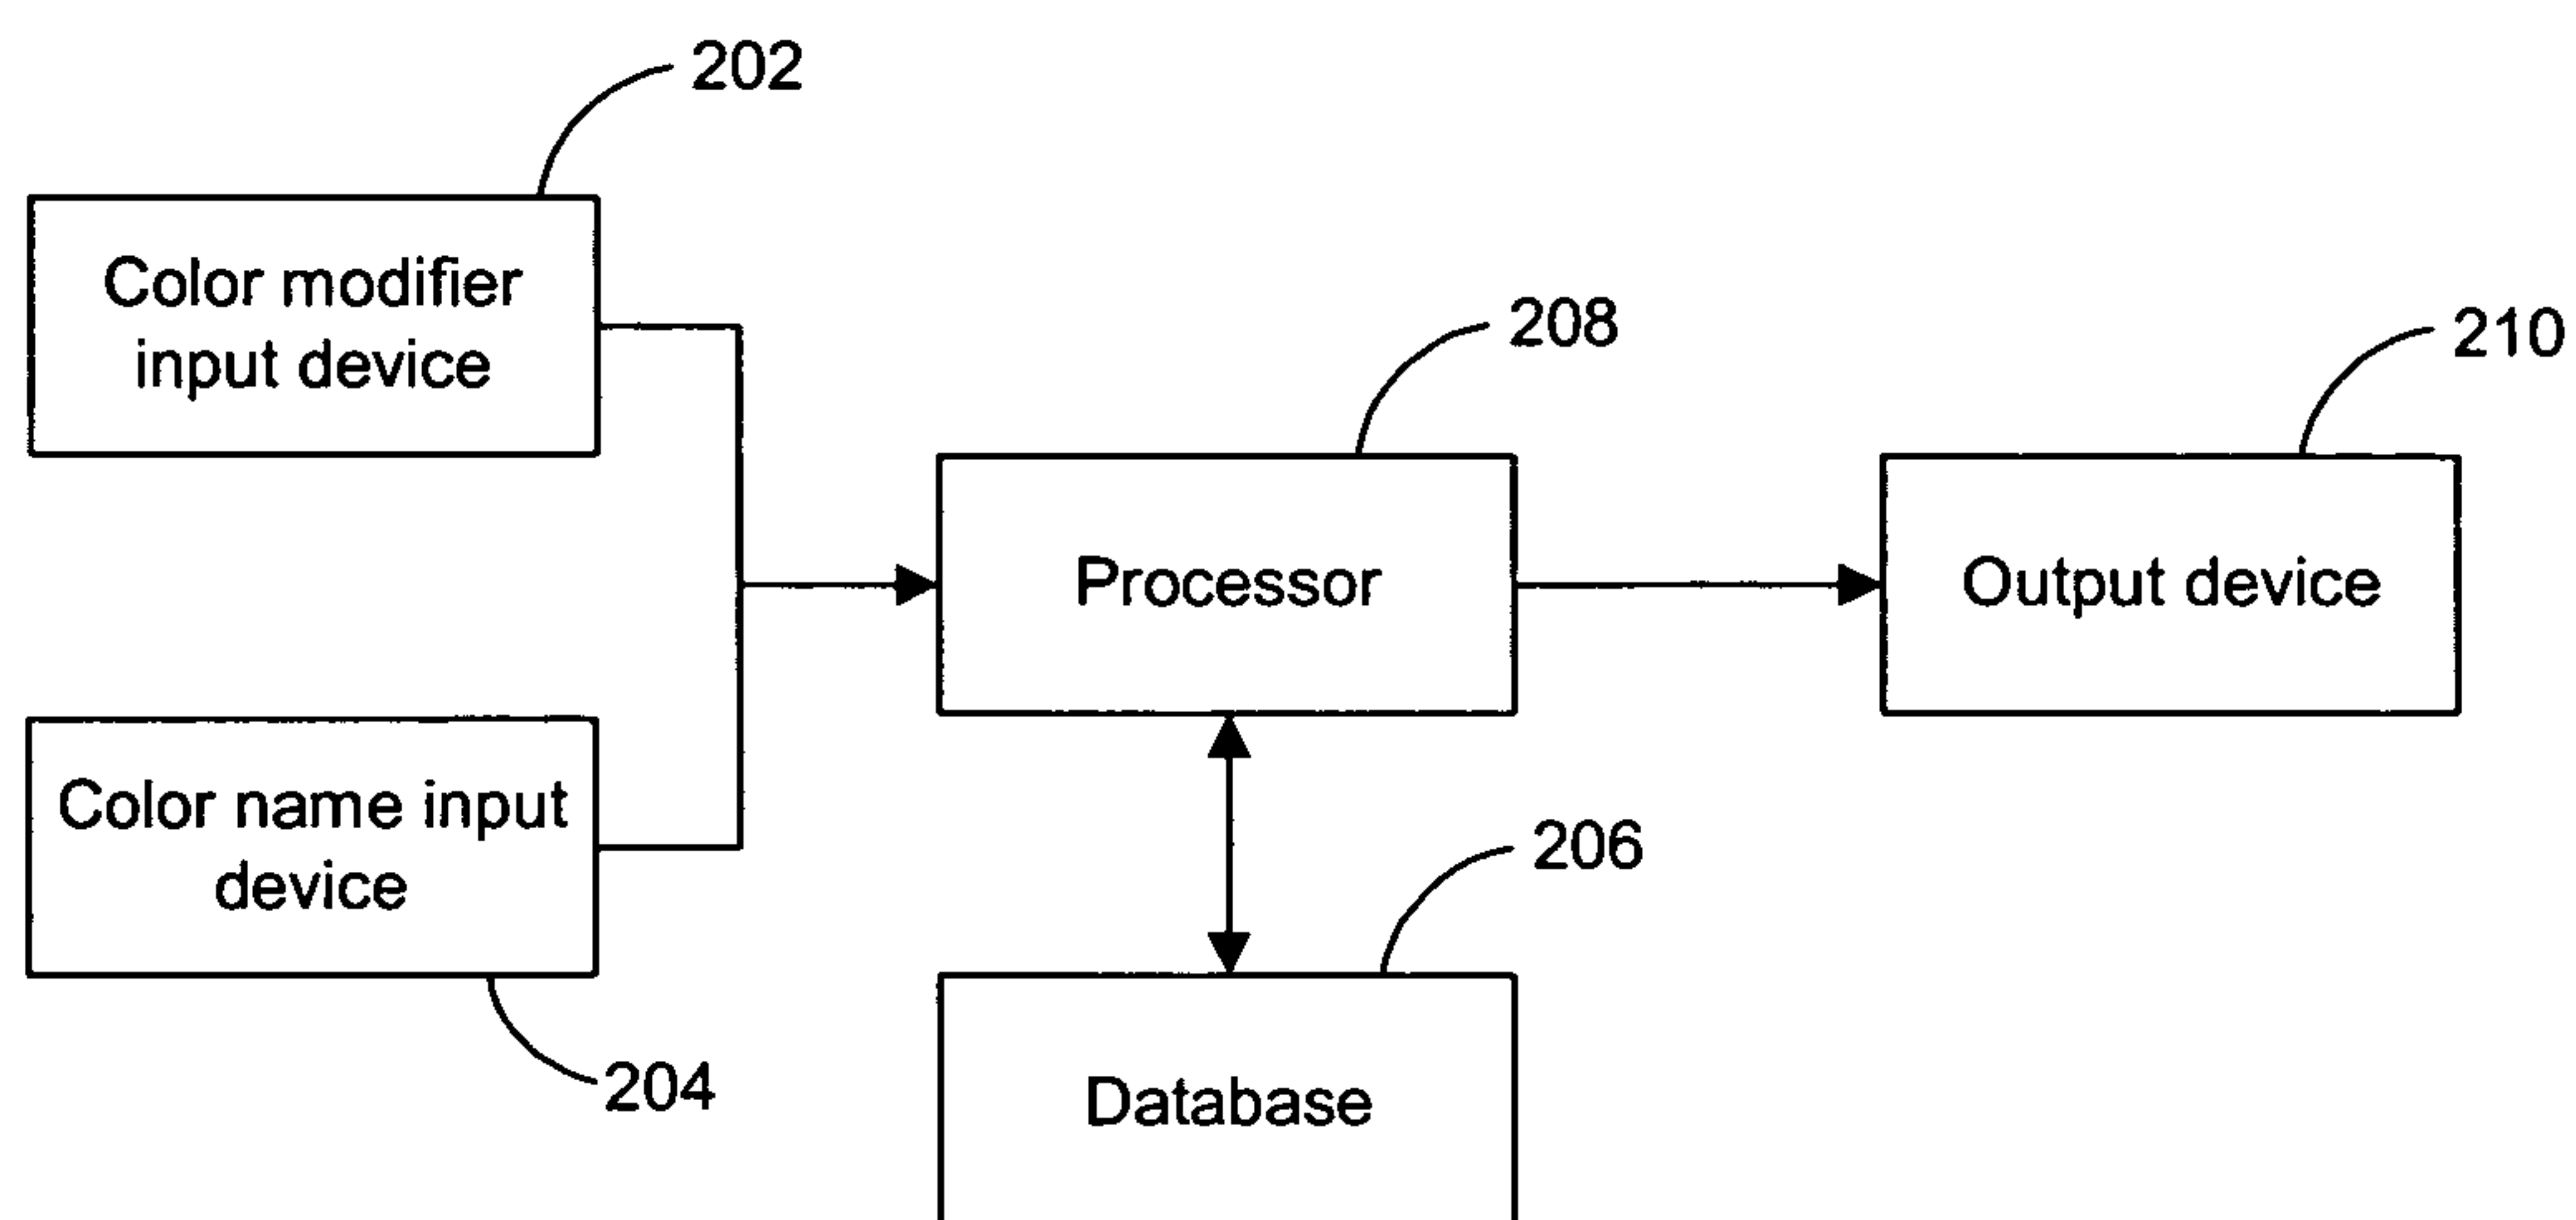 202
Color modifier
input device
208
210
Processor
Output device
Color name input
device
206
204
Database